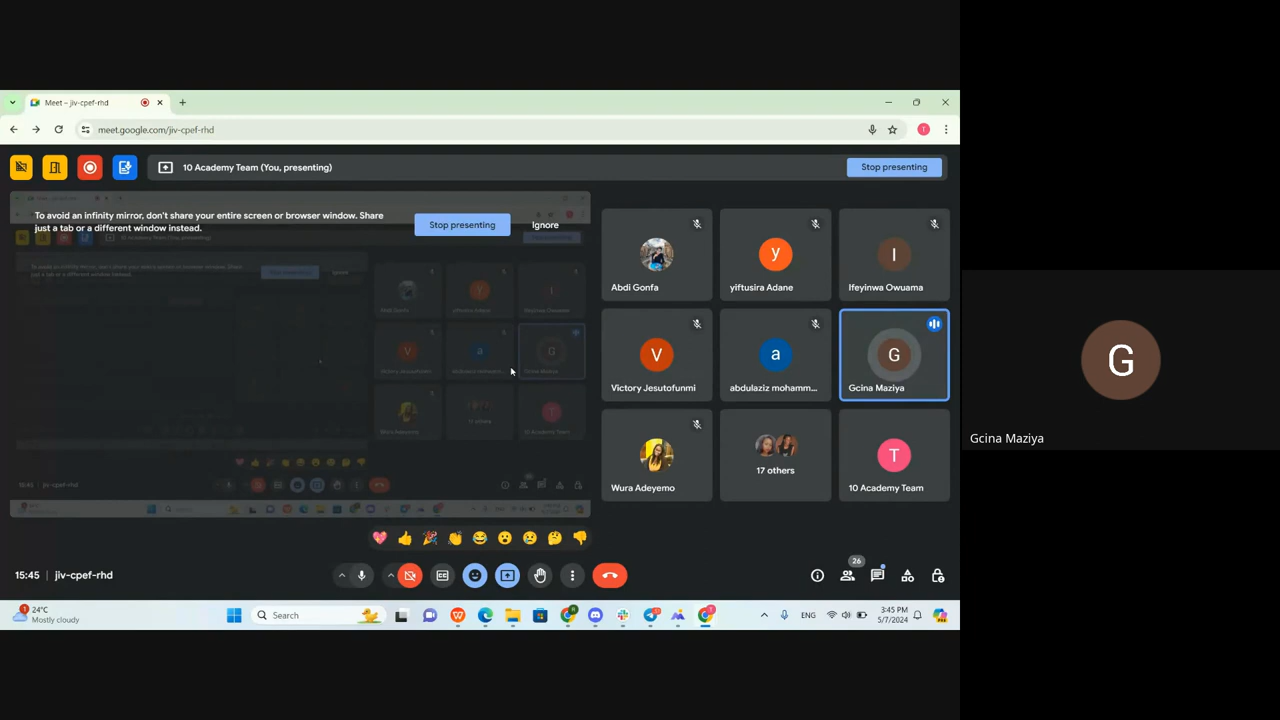 Meet – jiv-cpef-rhd
meet.google.com/jiv-cpef-rhd
T
10 Academy Team (You, presenting)
Stop presenting
To avoid an infinity mirror, don't share your entire screen or browser window. Share
just a tab or a different window instead.
Stop presenting
Ignore
Abdi Gonfa
y
yiftusira Adane
I
Ifeyinwa Owuama
V
Victory Jesutofunmi
a
abdulaziz mohamm...
G
Gcina Maziya
Wura Adeyemo
17 others
T
10 Academy Team
G
Gcina Maziya
15:45
jiv-cpef-rhd
26
24°C
Mostly cloudy
Search
ENG
3:45 PM
5/7/2024